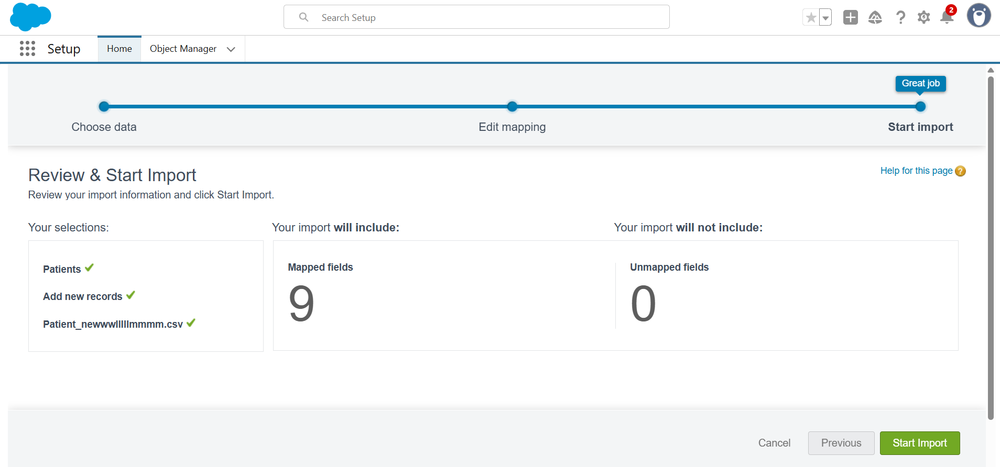 Search Setup
2
Setup
Home
Object Manager
Great job
Choose data
Edit mapping
Start import
Review & Start Import
Help for this page
?
Review your import information and click Start Import.
Your selections:
Your import will include:
Your import will not include:
Patients
Add new records
Patient_newwwlllllmmmm.csv
Mapped fields
9
Unmapped fields
0
Cancel
Previous
Start Import